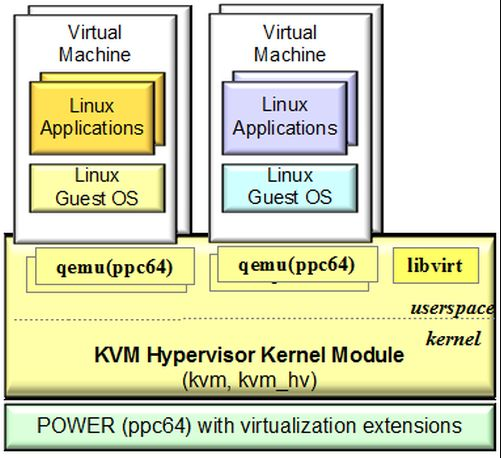 Virtual
Machine
Linux
Applications
Linux
Guest OS
Virtual
Machine
Linux
Applications
Linux
Guest OS
qemu(ppc64)
qemu(ppc64)
libvirt
userspace
kernel
KVM Hypervisor Kernel Module
(kvm, kvm_hv)
POWER (ppc64) with virtualization extensions